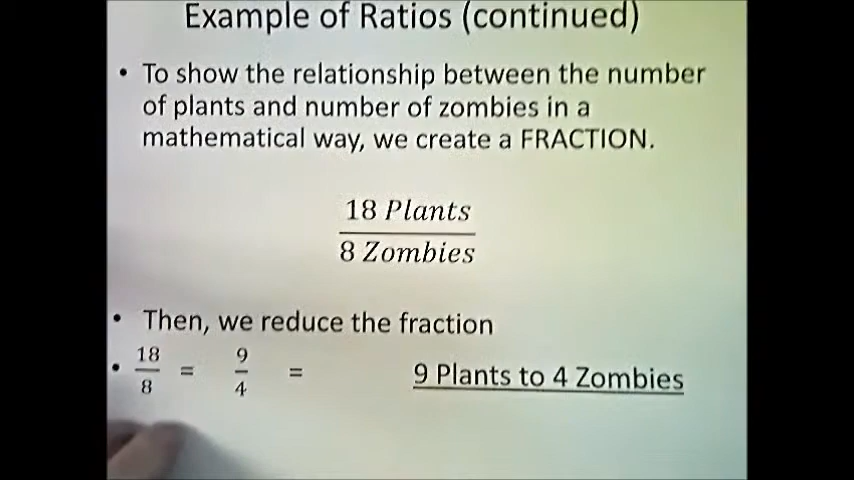 Example of Ratios (continued)
• To show the relationship between the number
of plants and number of zombies in a
mathematical way, we create a FRACTION.
18 Plants
8 Zombies
• Then, we reduce the fraction
• 18/8 = 9/4 = 9 Plants to 4 Zombies